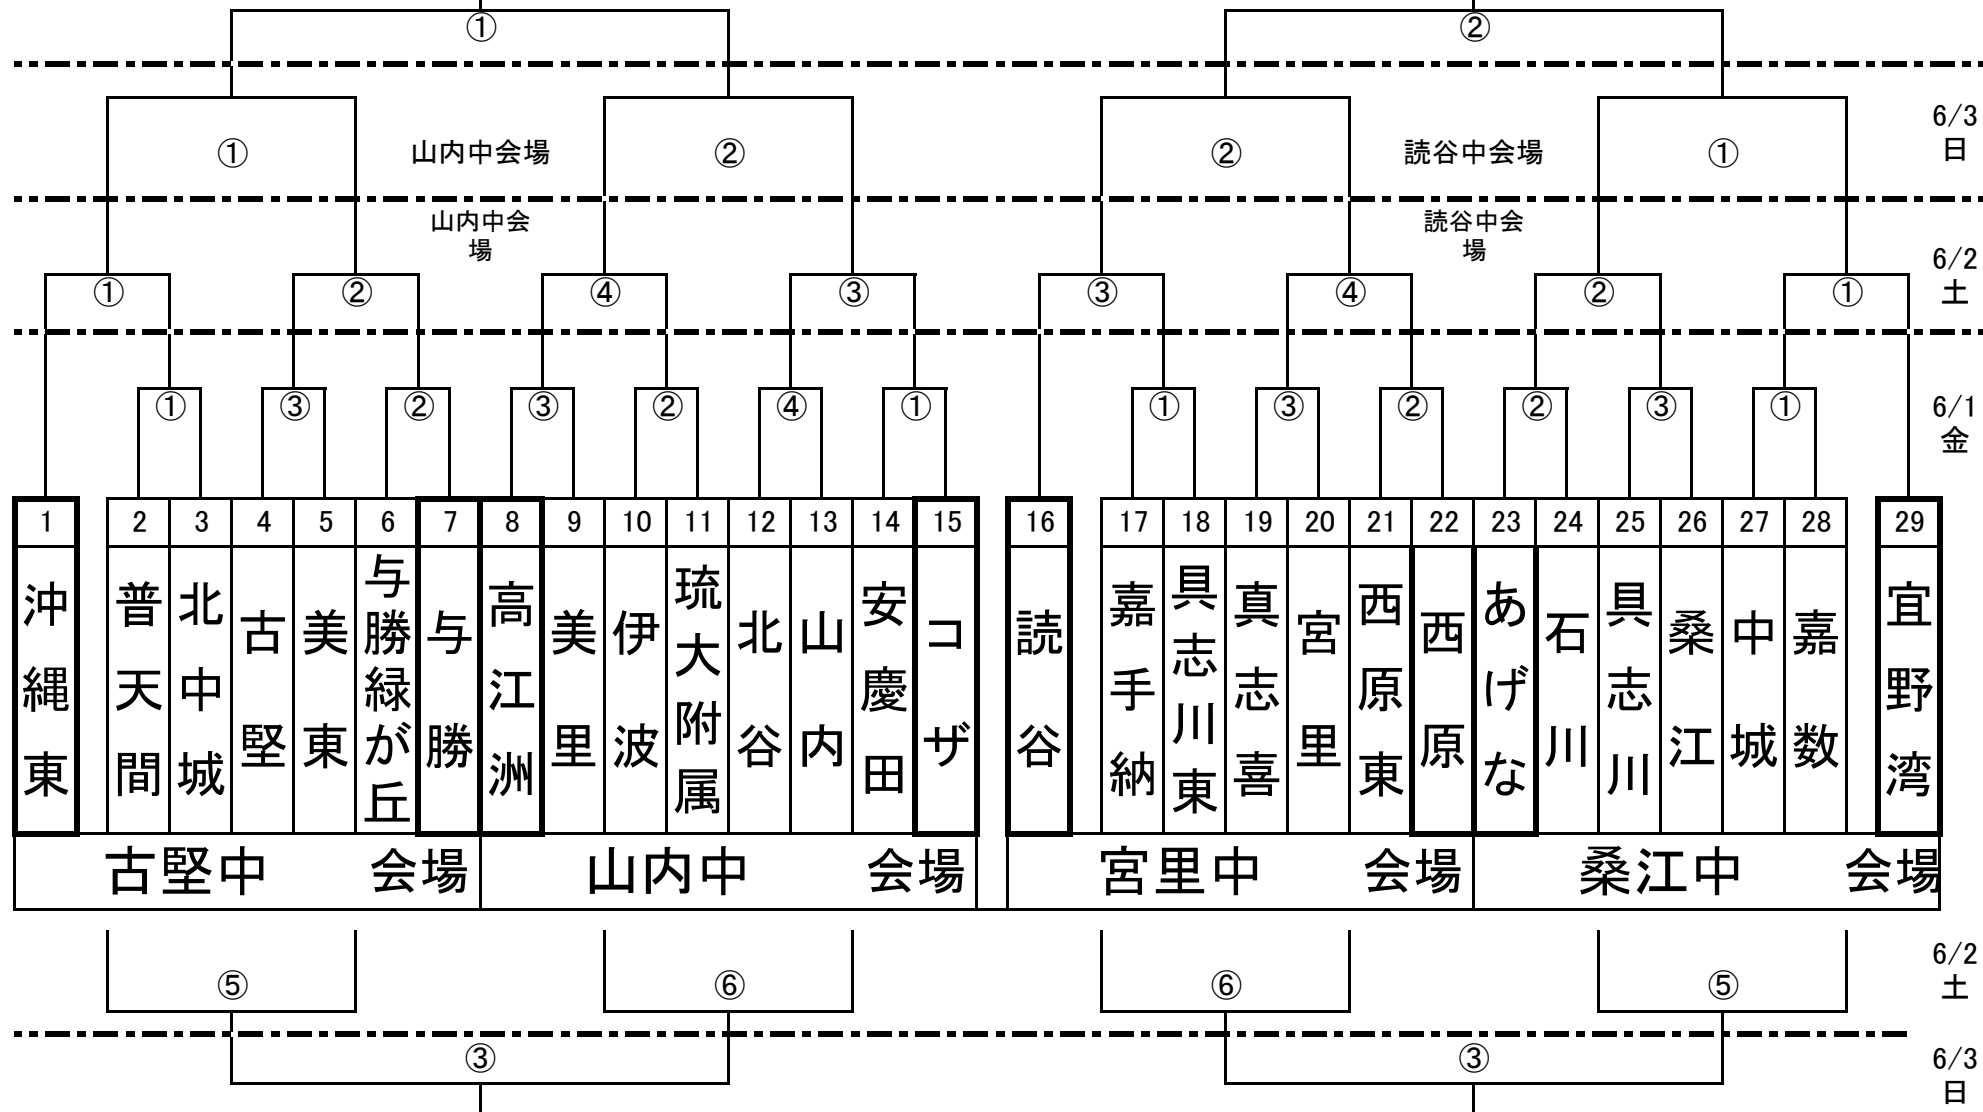 ① ②
6/3
日
① 山内中会場 ② ② 読谷中会場 ①
山内中会
場
読谷中会
場
6/2
土
① ② ④ ③ ③ ④ ② ①
6/1
金
① ③ ② ③ ② ④ ① ① ③ ② ② ③ ①
1 2 3 4 5 6 7 8 9 10 11 12 13 14 15 16 17 18 19 20 21 22 23 24 25 26 27 28 29
沖縄東
普天間
北中城
古堅
美東
与勝緑が丘
与勝
高江洲
美里
伊波
琉大附属
北谷
山内
安慶田
コザ
読谷
嘉手納
具志川東
真志喜
宮里
西原東
西原
あげな
石川
具志川
桑江
中城
嘉数
宜野湾
古堅中 会場 山内中 会場 宮里中 会場 桑江中 会場
6/2
土
⑤ ⑥ ⑥ ⑤
6/3
日
③ ③